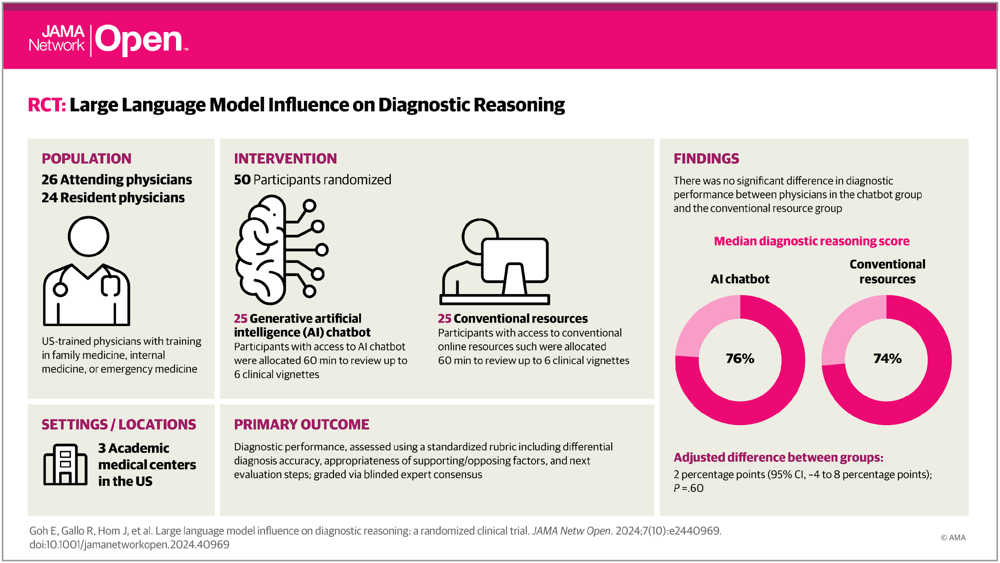 JAMA
Network
Open™
RCT: Large Language Model Influence on Diagnostic Reasoning
POPULATION
26 Attending physicians
24 Resident physicians
US-trained physicians with training
in family medicine, internal
medicine, or emergency medicine
INTERVENTION
50 Participants randomized
25 Generative artificial
intelligence (AI) chatbot
Participants with access to AI chatbot
were allocated 60 min to review up to
6 clinical vignettes
25 Conventional resources
Participants with access to conventional
online resources such were allocated
60 min to review up to 6 clinical vignettes
FINDINGS
There was no significant difference in diagnostic
performance between physicians in the chatbot group
and the conventional resource group
Median diagnostic reasoning score
AI chatbot
76%
Conventional
resources
74%
Adjusted difference between groups:
2 percentage points (95% CI, −4 to 8 percentage points);
P =.60
SETTINGS / LOCATIONS
3 Academic
medical centers
in the US
PRIMARY OUTCOME
Diagnostic performance, assessed using a standardized rubric including differential
diagnosis accuracy, appropriateness of supporting/opposing factors, and next
evaluation steps; graded via blinded expert consensus
Goh E, Gallo R, Hom J, et al. Large language model influence on diagnostic reasoning: a randomized clinical trial. JAMA Netw Open. 2024;7(10):e2440969.
doi:10.1001/jamanetworkopen.2024.40969
© AMA